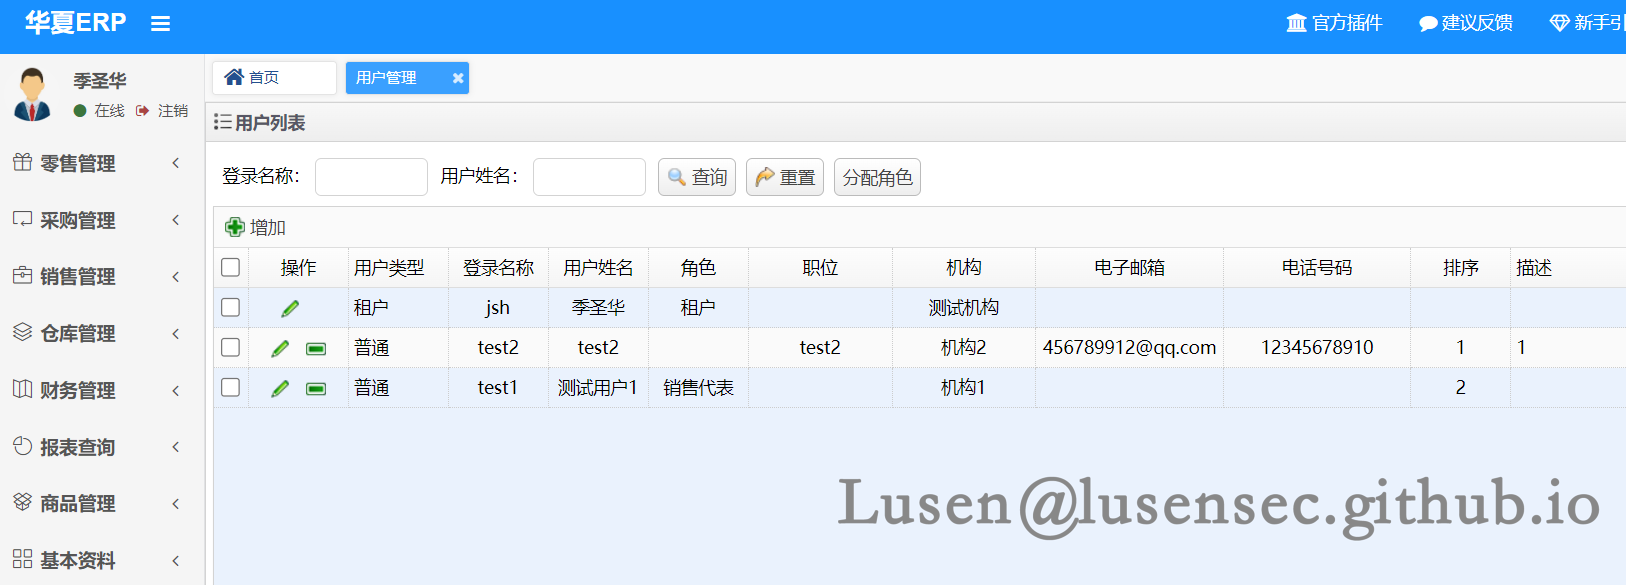 华夏ERP
官方插件 建议反馈 新手引
季圣华
在线 注销
首页 用户管理
用户列表
登录名称: 用户姓名: 查询 重置 分配角色
增加
操作 用户类型 登录名称 用户姓名 角色 职位 机构 电子邮箱 电话号码 排序 描述
租户 jsh 季圣华 租户 测试机构
普通 test2 test2 test2 机构2 456789912@qq.com 12345678910 1 1
普通 test1 测试用户1 销售代表 机构1 2
零售管理
采购管理
销售管理
仓库管理
财务管理
报表查询
商品管理
基本资料
Lusen@lusensec.github.io